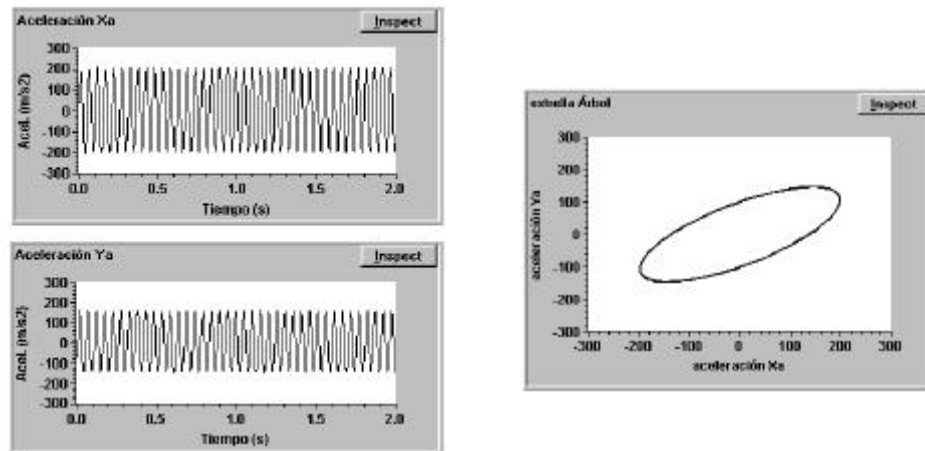 Aceleración Xa
Inspect
300
200
100
0
-100
-200
-300
Acel. (m/s2)
0.0 0.5 1.0 1.5 2.0
Tiempo (s)
Aceleración Ya
Inspect
300
200
100
0
-100
-200
-300
Acel. (m/s2)
0.0 0.5 1.0 1.5 2.0
Tiempo (s)
extrella Árbol
Inspect
300
200
100
0
-100
-200
-300
aceleración Ya
-300 -200 -100 0 100 200 300
aceleración Xa